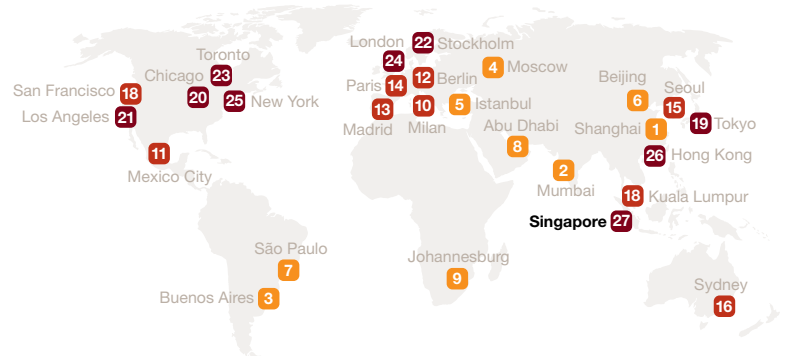 London
22 Stockholm
Toronto
24
4 Moscow
Chicago 23
12 Berlin
Beijing
Paris 14
Seoul
San Francisco 18
20
25 New York
6
13
10
5 Istanbul
15
Los Angeles 21
Madrid
Milan
Abu Dhabi
Shanghai 1
19 Tokyo
8
11
26 Hong Kong
Mexico City
2
Mumbai
18 Kuala Lumpur
Singapore 27
São Paulo
7
Johannesburg
9
Buenos Aires 3
Sydney
16